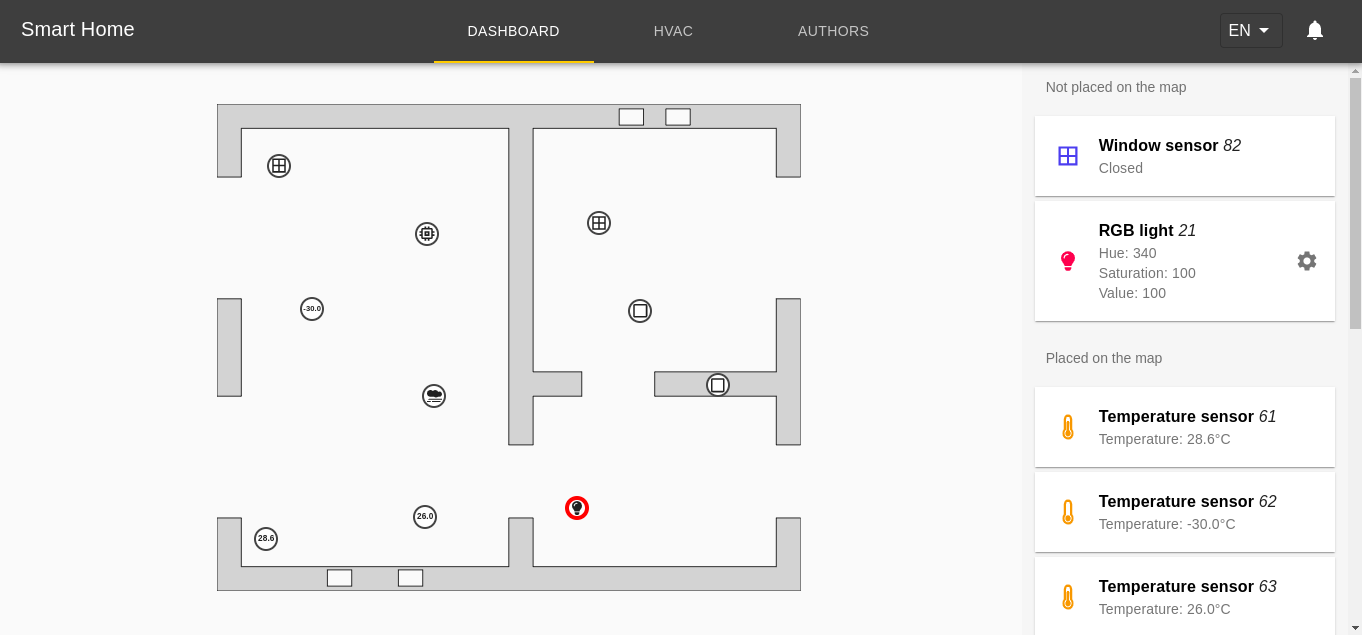 Smart Home
DASHBOARD
HVAC
AUTHORS
EN
-30.0
26.0
28.6
Not placed on the map
Window sensor 82
Closed
RGB light 21
Hue: 340
Saturation: 100
Value: 100
Placed on the map
Temperature sensor 61
Temperature: 28.6°C
Temperature sensor 62
Temperature: -30.0°C
Temperature sensor 63
Temperature: 26.0°C